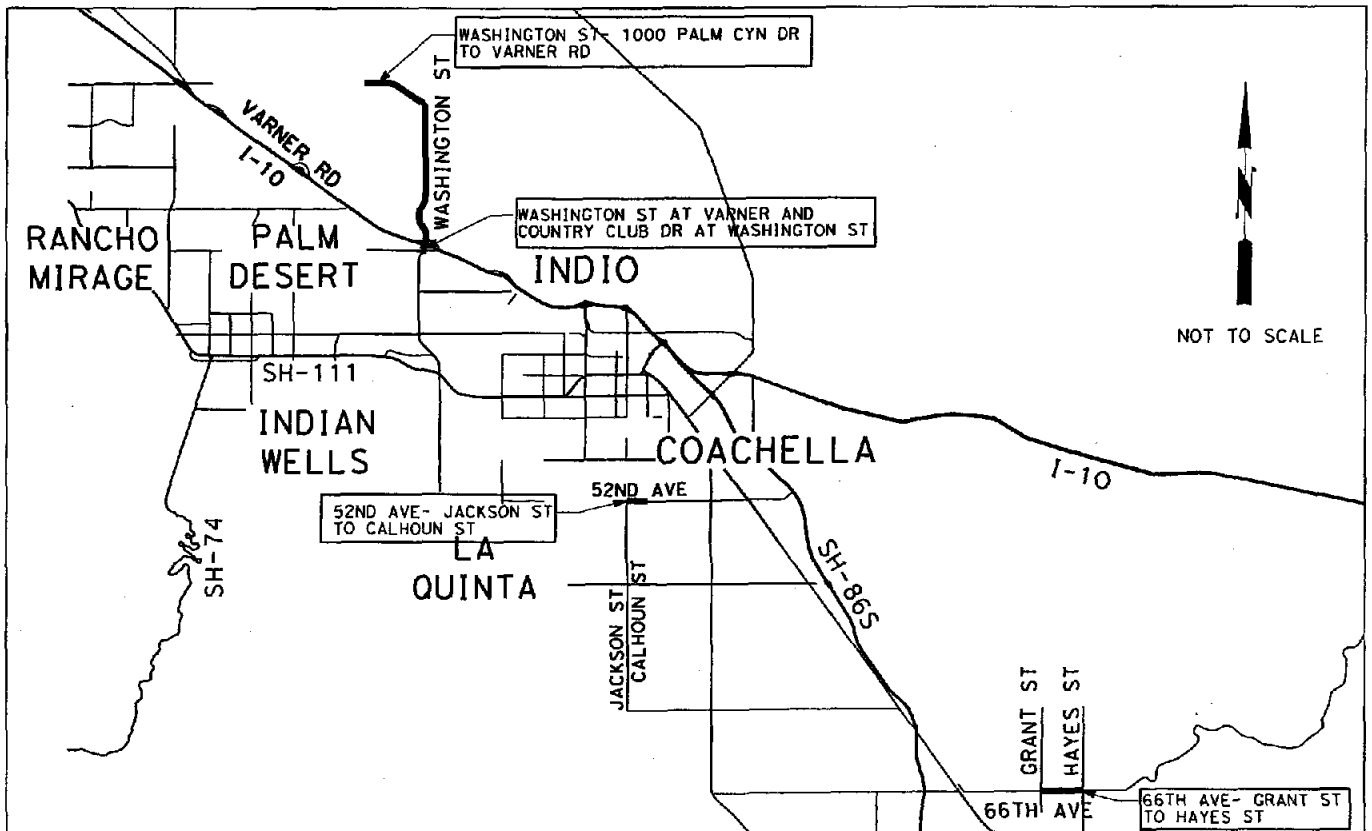 WASHINGTON ST- 1000 PALM CYN DR
TO VARNER RD
WASHINGTON ST
VARNER RD
I-10
WASHINGTON ST AT VARNER AND
COUNTRY CLUB DR AT WASHINGTON ST
RANCHO
MIRAGE
PALM
DESERT
INDIO
N
NOT TO SCALE
SH-111
INDIAN
WELLS
COACHELLA
I-10
52ND AVE
52ND AVE- JACKSON ST
TO CALHOUN ST
SH-74
LA
QUINTA
JACKSON ST
CALHOUN ST
SH-86S
GRANT ST
HAYES ST
66TH AVE
66TH AVE- GRANT ST
TO HAYES ST